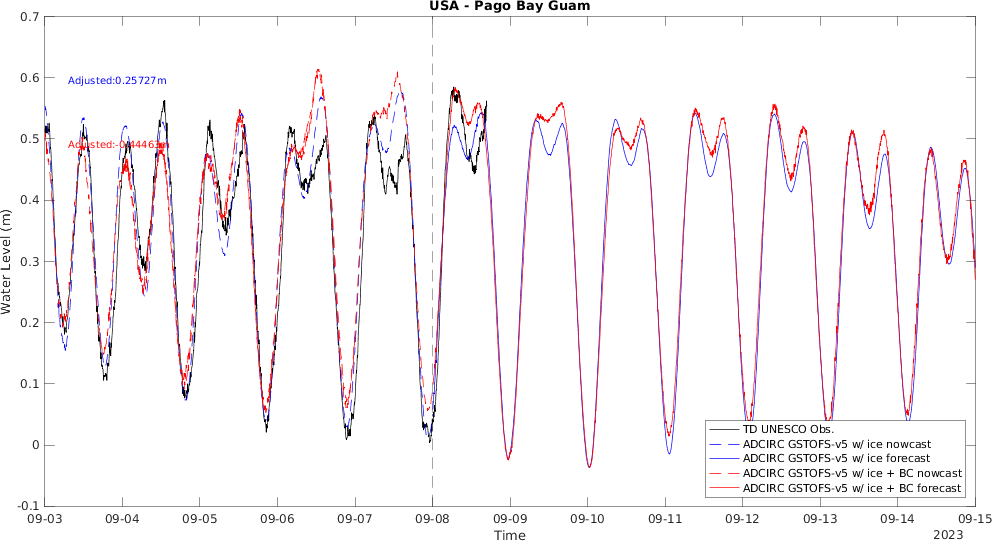 USA - Pago Bay Guam
0.7
0.6
0.5
0.4
0.3
0.2
0.1
0
-0.1
Water Level (m)
Adjusted:0.25727m
TD UNESCO Obs.
ADCIRC GSTOFS-v5 w/ ice nowcast
ADCIRC GSTOFS-v5 w/ ice forecast
ADCIRC GSTOFS-v5 w/ ice + BC nowcast
ADCIRC GSTOFS-v5 w/ ice + BC forecast
09-03 09-04 09-05 09-06 09-07 09-08 09-09 09-10 09-11 09-12 09-13 09-14 09-15
Time
2023